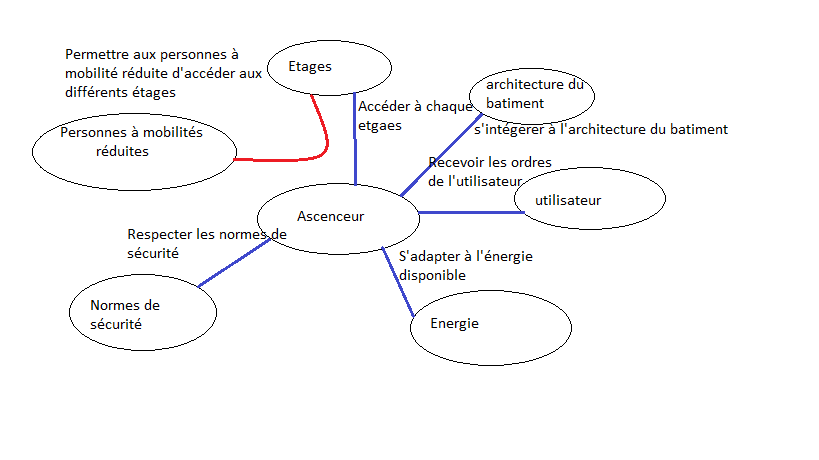 Permettre aux personnes à
mobilité réduite d'accéder aux
différents étages
Etages
architecture du
batiment
Accéder à chaque
etgaes
s'intégerer à l'architecture du batiment
Personnes à mobilités
réduites
Recevoir les ordres
de l'utilisateur
utilisateur
Ascenceur
Respecter les normes de
sécurité
S'adapter à l'énergie
disponible
Normes de
sécurité
Energie